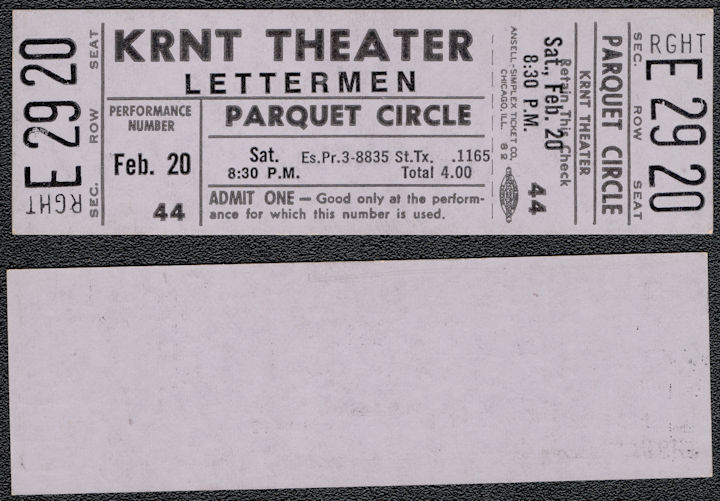 RGHT E 29 20
SEC. ROW SEAT
KRNT THEATER
LETTERMEN
PERFORMANCE
NUMBER
Feb. 20
44
PARQUET CIRCLE
Sat. Es.Pr.3-8835 St.Tx. .1165
8:30 P.M. Total 4.00
ADMIT ONE — Good only at the perform-
ance for which this number is used.
ANSELL-SIMPLEX TICKET CO.,
CHICAGO, ILL.
Retain This Check
Sat., Feb. 20
8:30 P.M.
44
KRNT THEATER
PARQUET CIRCLE
SEC. ROW SEAT
RGHT E 29 20